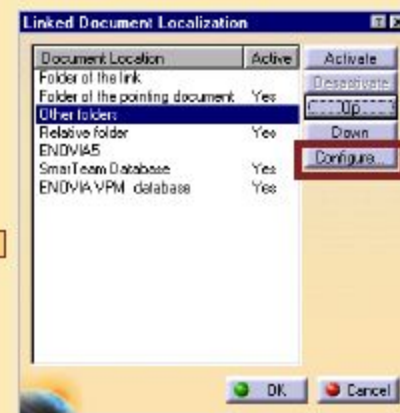 Linked Document Localization
Document Location Active
Folder of the link
Folder of the pointing document Yes
Other folders
Relative folder Yes
ENOVIA5
SmarTeam Database Yes
ENOVIA VPM database Yes
Activate
Desactivate
Up
Down
Configure...
OK
Cancel